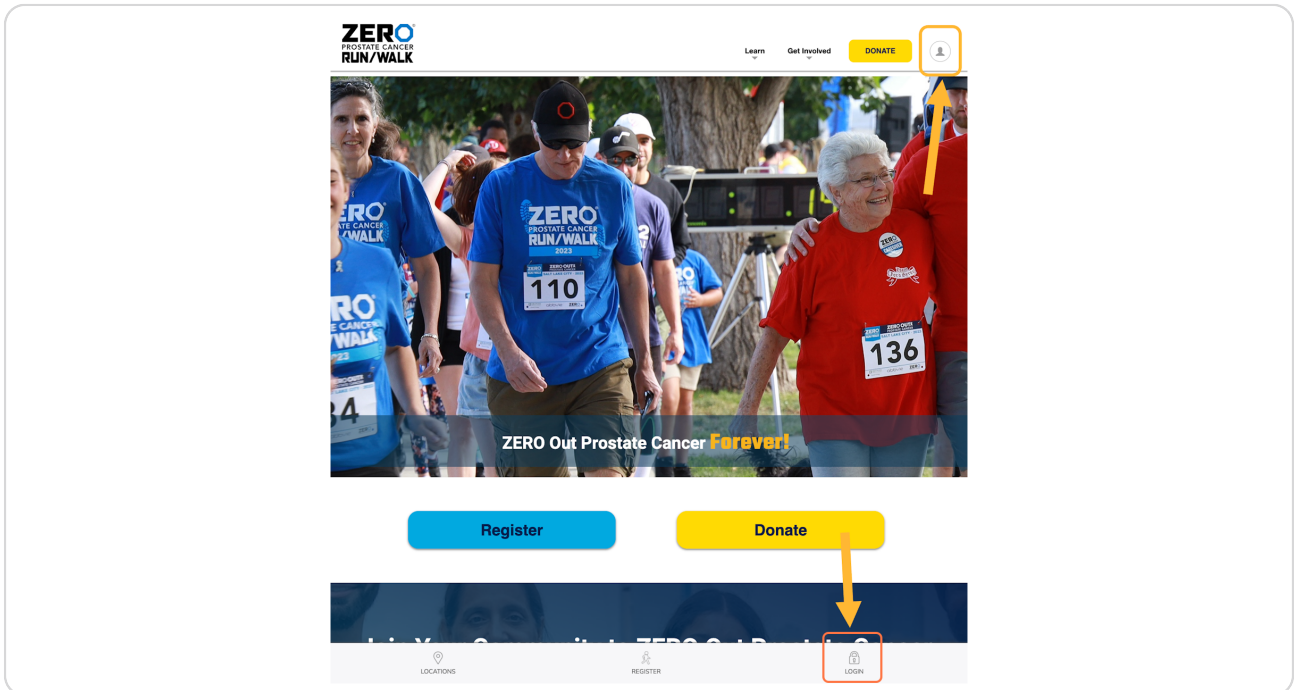 ZERO
PROSTATE CANCER
RUN/WALK
Learn
Get Involved
DONATE
ZERO
PROSTATE CANCER
RUN/WALK
2023
110
136
ZERO Out Prostate Cancer Forever!
Register
Donate
LOCATIONS
REGISTER
LOGIN